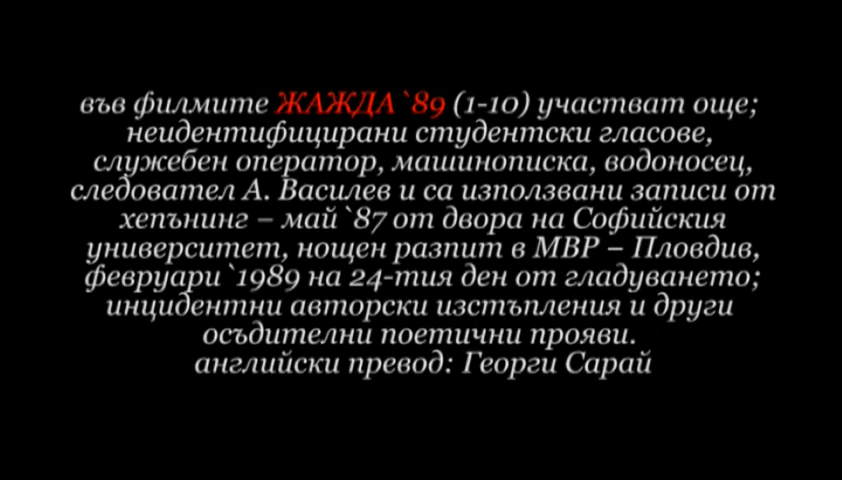 във филмите ЖАЖДА `89 (1-10) участват още;
неидентифицирани студентски гласове,
служебен оператор, машинописка, водоносец,
следовател А. Василев и са използвани записи от
хепънинг – май `87 от двора на Софийския
университет, нощен разпит в МВР – Пловдив,
февруари `1989 на 24-тия ден от гладуването;
инцидентни авторски изстъпления и други
осъдителни поетични прояви.
английски превод: Георги Сарай